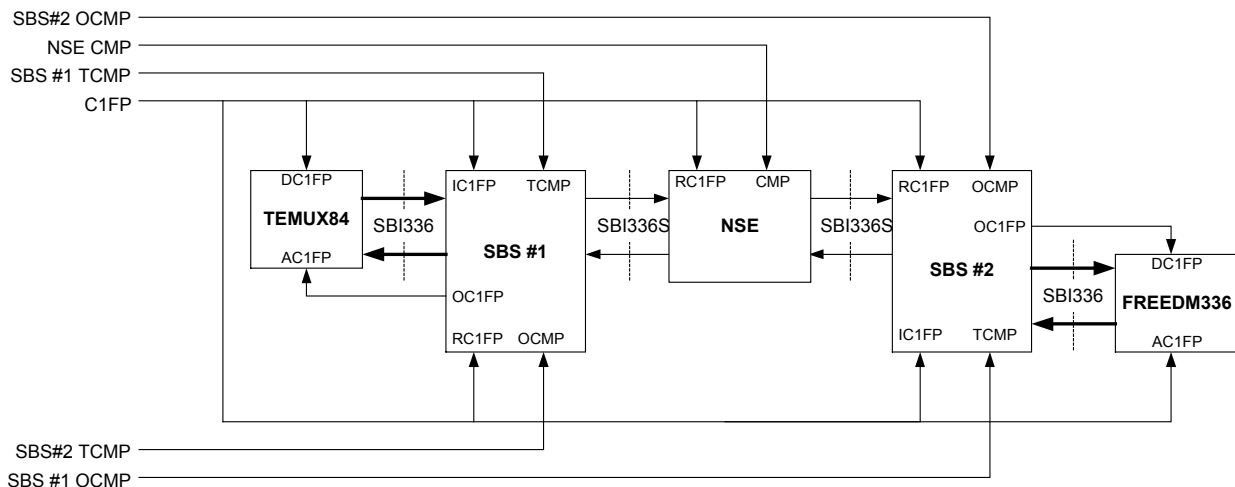 SBS#2 OCMP
NSE CMP
SBS #1 TCMP
C1FP
DC1FP
TEMUX84
AC1FP
SBI336
IC1FP
TCMP
SBS #1
OC1FP
RC1FP
OCMP
SBI336S
RC1FP
CMP
NSE
SBI336S
RC1FP
OCMP
OC1FP
SBS #2
IC1FP
TCMP
SBI336
DC1FP
FREEDM336
AC1FP
SBS#2 TCMP
SBS #1 OCMP